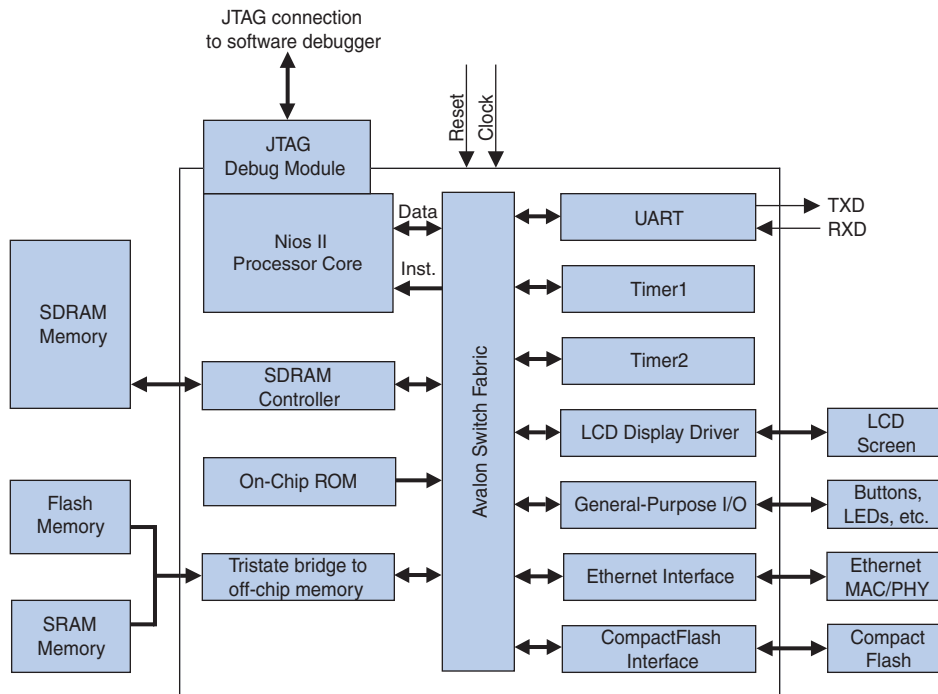 JTAG connection
to software debugger
Reset
Clock
JTAG
Debug Module
Nios II
Processor Core
Data
Inst.
Avalon Switch Fabric
UART
TXD
RXD
Timer1
Timer2
SDRAM
Memory
SDRAM
Controller
LCD Display Driver
LCD
Screen
On-Chip ROM
General-Purpose I/O
Buttons,
LEDs, etc.
Flash
Memory
Tristate bridge to
off-chip memory
Ethernet Interface
Ethernet
MAC/PHY
SRAM
Memory
CompactFlash
Interface
Compact
Flash